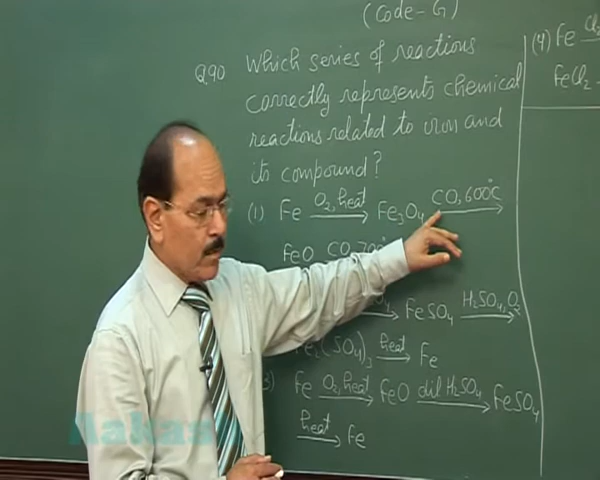 (Code-G)
Q.90 Which series of reactions
correctly represents chemical
reactions related to iron and
its compound?
(1) Fe O₂, heat→ Fe₃O₄ CO, 600°C→
FeO CO, 700°
FeSO₄ H₂SO₄, O₂→
Fe₂(SO₄)₃ heat→ Fe
3) Fe O₂, heat→ FeO dil H₂SO₄→ FeSO₄
heat→ Fe
(4) Fe Cl₂
FeCl₂
Aakas